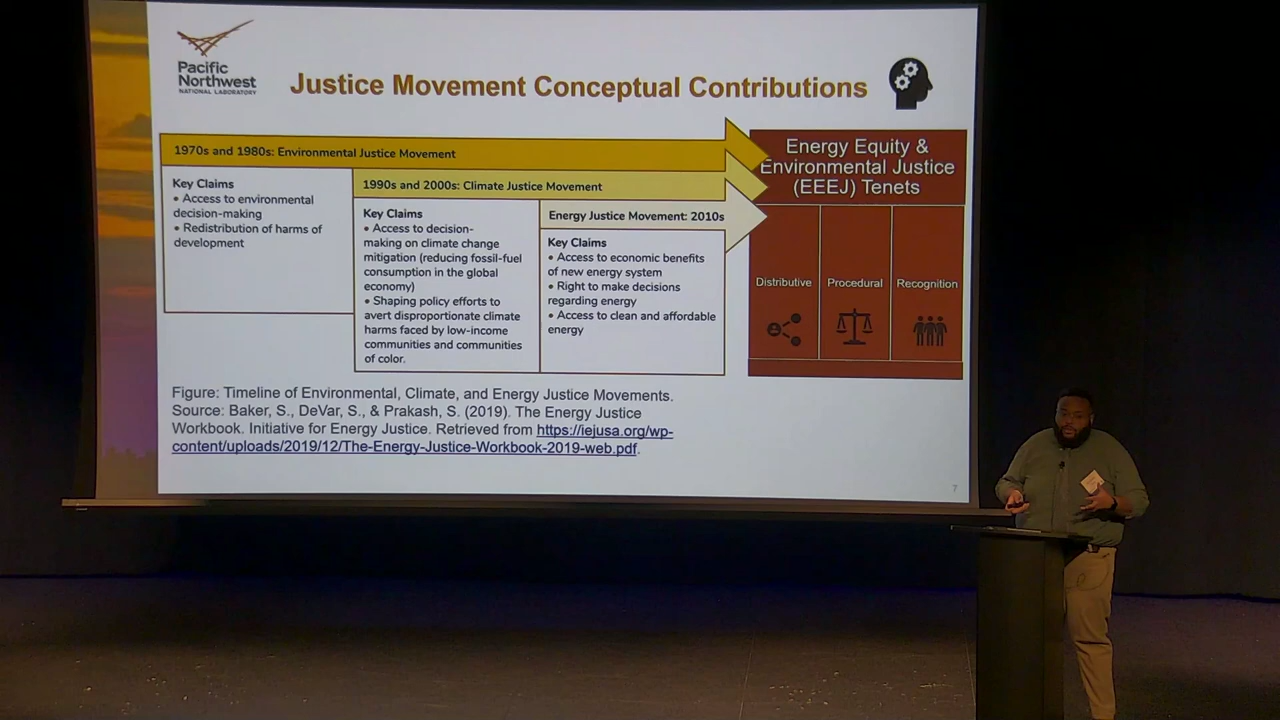 Pacific
Northwest
NATIONAL LABORATORY
Justice Movement Conceptual Contributions
1970s and 1980s: Environmental Justice Movement
Key Claims
• Access to environmental
decision-making
• Redistribution of harms of
development
1990s and 2000s: Climate Justice Movement
Key Claims
• Access to decision-
making on climate change
mitigation (reducing fossil-fuel
consumption in the global
economy)
• Shaping policy efforts to
avert disproportionate climate
harms faced by low-income
communities and communities
of color.
Energy Justice Movement: 2010s
Key Claims
• Access to economic benefits
of new energy system
• Right to make decisions
regarding energy
• Access to clean and affordable
energy
Energy Equity &
Environmental Justice
(EEEJ) Tenets
Distributive
Procedural
Recognition
Figure: Timeline of Environmental, Climate, and Energy Justice Movements.
Source: Baker, S., DeVar, S., & Prakash, S. (2019). The Energy Justice
Workbook. Initiative for Energy Justice. Retrieved from https://iejusa.org/wp-
content/uploads/2019/12/The-Energy-Justice-Workbook-2019-web.pdf.
7